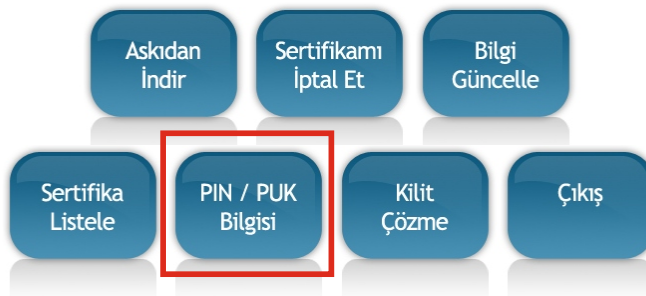 Askıdan
İndir
Sertifikamı
İptal Et
Bilgi
Güncelle
Sertifika
Listele
PIN / PUK
Bilgisi
Kilit
Çözme
Çıkış